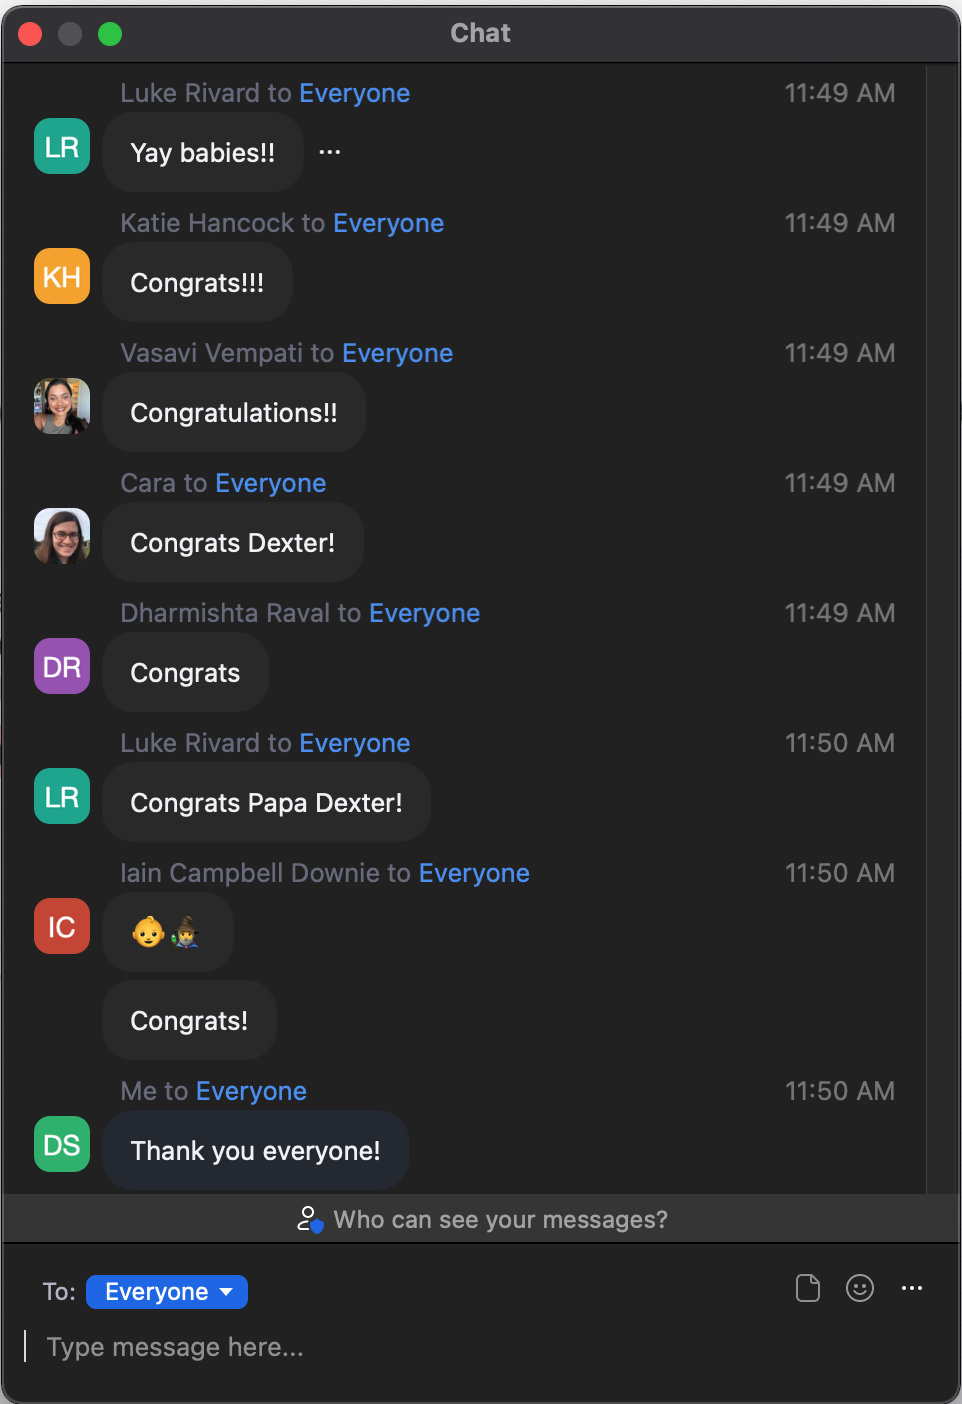 Chat
Luke Rivard to Everyone 11:49 AM
LR
Yay babies!! ...
Katie Hancock to Everyone 11:49 AM
KH
Congrats!!!
Vasavi Vempati to Everyone 11:49 AM
Congratulations!!
Cara to Everyone 11:49 AM
Congrats Dexter!
Dharmishta Raval to Everyone 11:49 AM
DR
Congrats
Luke Rivard to Everyone 11:50 AM
LR
Congrats Papa Dexter!
Iain Campbell Downie to Everyone 11:50 AM
IC
👶🧙
Congrats!
Me to Everyone 11:50 AM
DS
Thank you everyone!
Who can see your messages?
To: Everyone
Type message here...